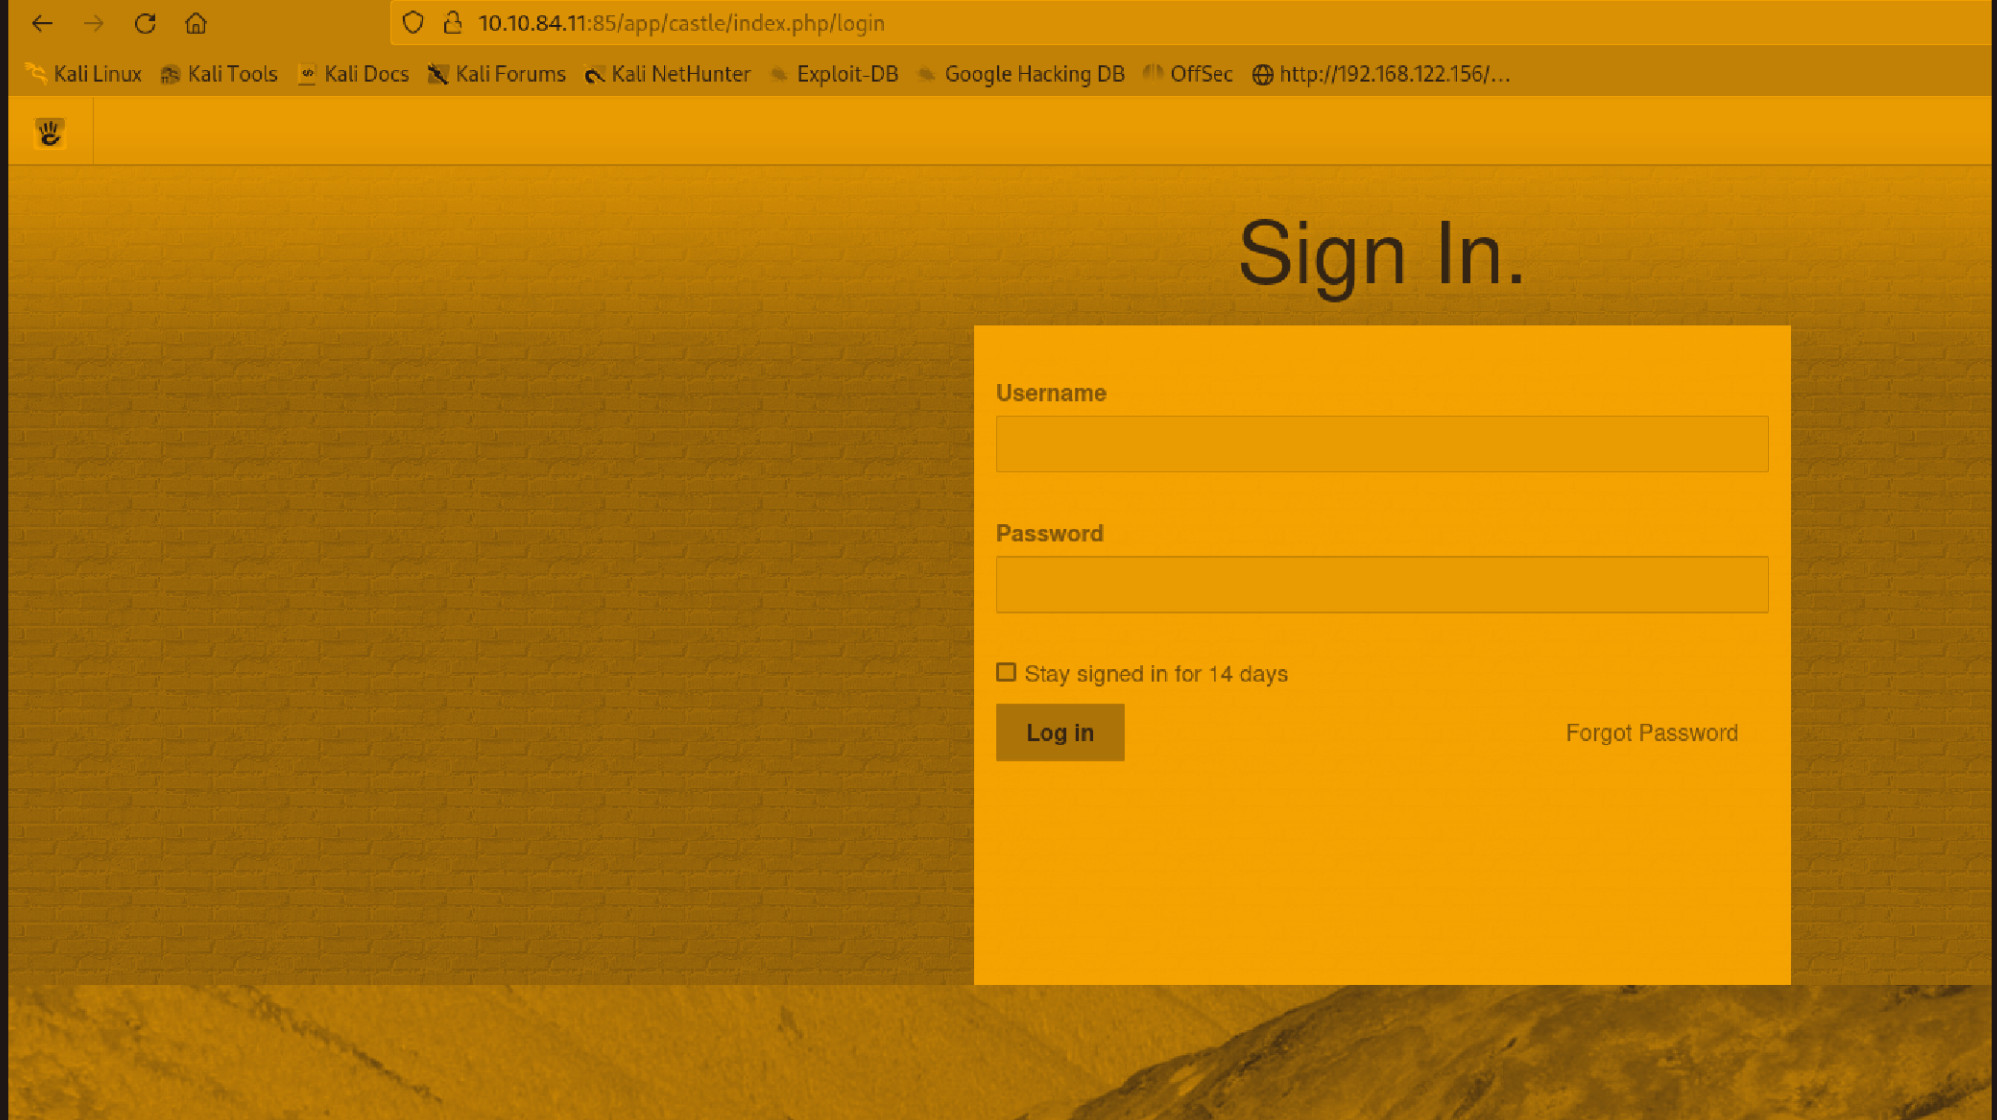 10.10.84.11:85/app/castle/index.php/login
Kali Linux Kali Tools Kali Docs Kali Forums Kali NetHunter Exploit-DB Google Hacking DB OffSec http://192.168.122.156/...
Sign In.
Username
Password
Stay signed in for 14 days
Log in Forgot Password